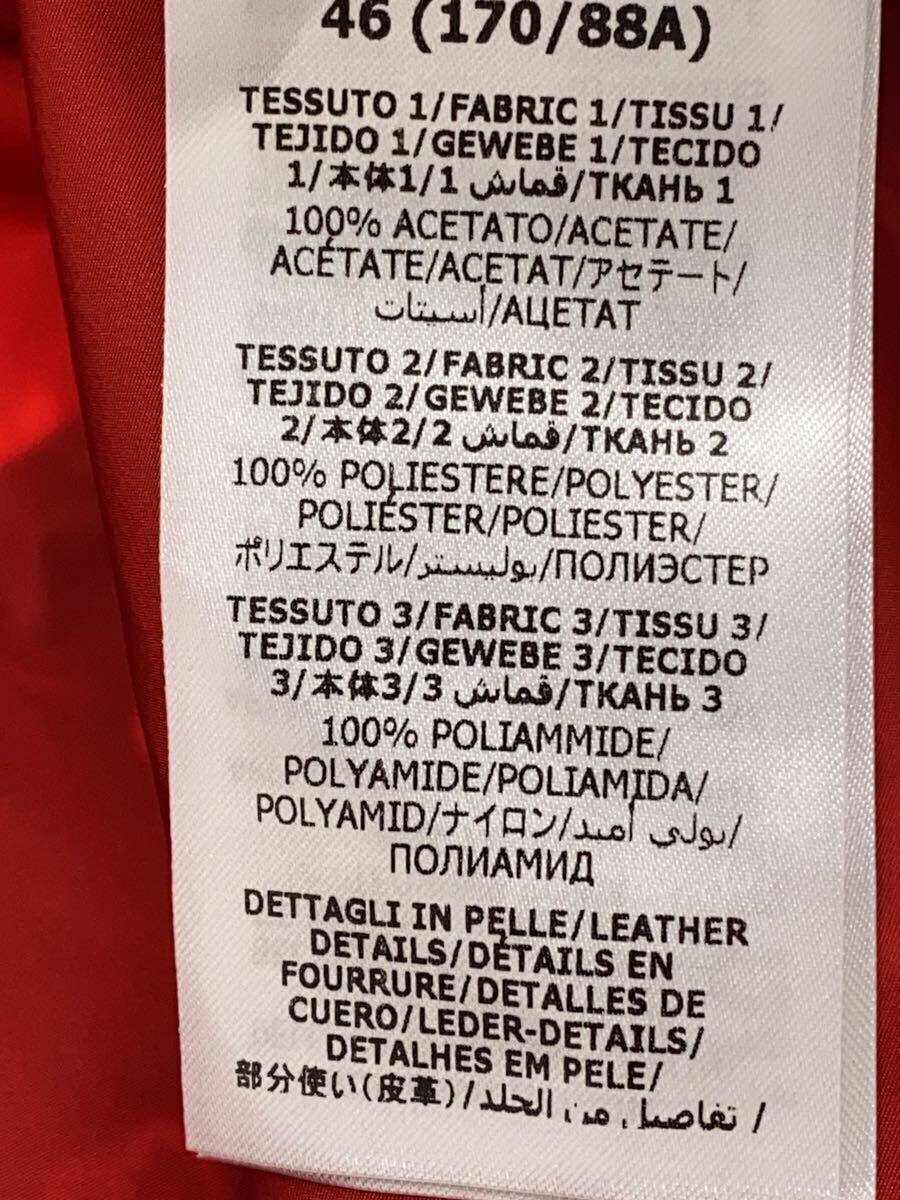 46 (170/88A)
TESSUTO 1/FABRIC 1/TISSU 1/
TEJIDO 1/GEWEBE 1/TECIDO
1/本体1/1 قماش/ТКАНЬ 1
100% ACETATO/ACETATE/
ACÉTATE/ACETAT/アセテート/
أسيتات/АЦЕТАТ
TESSUTO 2/FABRIC 2/TISSU 2/
TEJIDO 2/GEWEBE 2/TECIDO
2/本体2/2 قماش/ТКАНЬ 2
100% POLIESTERE/POLYESTER/
POLIÉSTER/POLIESTER/
ポリエステル/بوليستر/ПОЛИЭСТЕР
TESSUTO 3/FABRIC 3/TISSU 3/
TEJIDO 3/GEWEBE 3/TECIDO
3/本体3/3 قماش/ТКАНЬ 3
100% POLIAMMIDE/
POLYAMIDE/POLIAMIDA/
POLYAMID/ナイロン/بولي أميد/
ПОЛИАМИД
DETTAGLI IN PELLE/LEATHER
DETAILS/DÉTAILS EN
FOURRURE/DETALLES DE
CUERO/LEDER-DETAILS/
DETALHES EM PELE/
部分使い(皮革)/تفاصيل من الجلد /